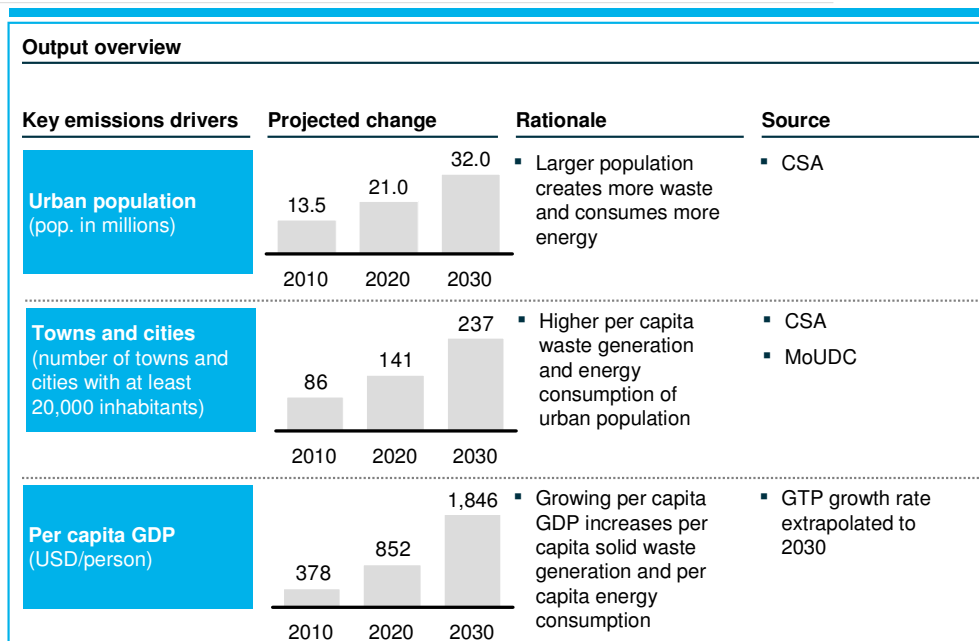 Output overview
Key emissions drivers
Projected change
Rationale
Source
Urban population
(pop. in millions)
13.5
21.0
32.0
2010
2020
2030
▪ Larger population
creates more waste
and consumes more
energy
▪ CSA
Towns and cities
(number of towns and
cities with at least
20,000 inhabitants)
86
141
237
2010
2020
2030
▪ Higher per capita
waste generation
and energy
consumption of
urban population
▪ CSA
▪ MoUDC
Per capita GDP
(USD/person)
378
852
1,846
2010
2020
2030
▪ Growing per capita
GDP increases per
capita solid waste
generation and per
capita energy
consumption
▪ GTP growth rate
extrapolated to
2030